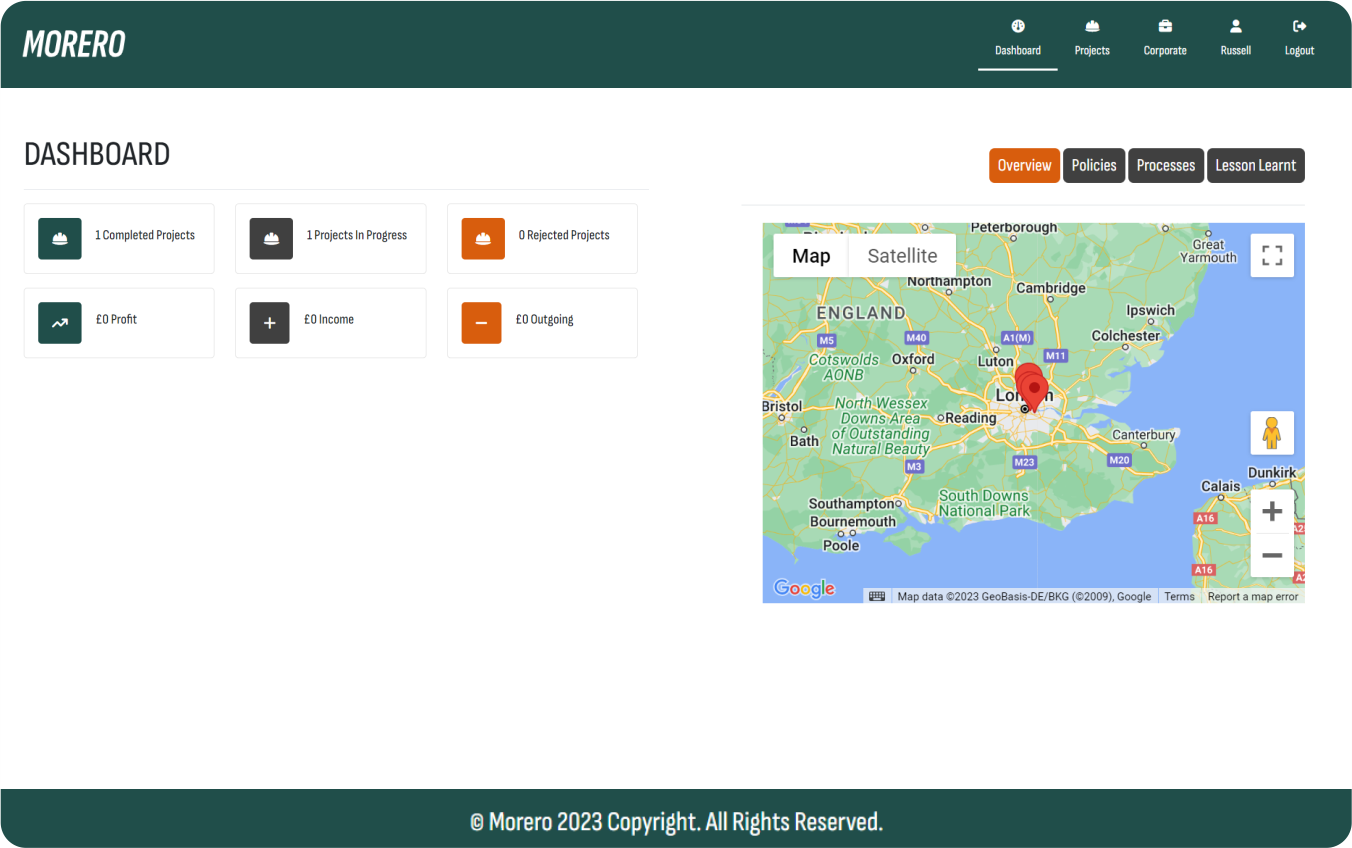 MORERO
Dashboard
Projects
Corporate
Russell
Logout
DASHBOARD
Overview
Policies
Processes
Lesson Learnt
1 Completed Projects
1 Projects In Progress
0 Rejected Projects
£0 Profit
£0 Income
£0 Outgoing
Map
Satellite
Peterborough
Great
Yarmouth
Northampton
Cambridge
ENGLAND
Ipswich
M5
M40
A1(M)
Colchester
M11
Cotswolds
AONB
Oxford
Luton
Bristol
North Wessex
Downs Area
of Outstanding
Natural Beauty
Reading
Bath
Canterbury
M3
M23
M20
Dunkirk
Calais
South Downs
National Park
Southampton
Bournemouth
Poole
A16
A16
Google
Map data ©2023 GeoBasis-DE/BKG (©2009), Google
Terms
Report a map error
© Morero 2023 Copyright. All Rights Reserved.